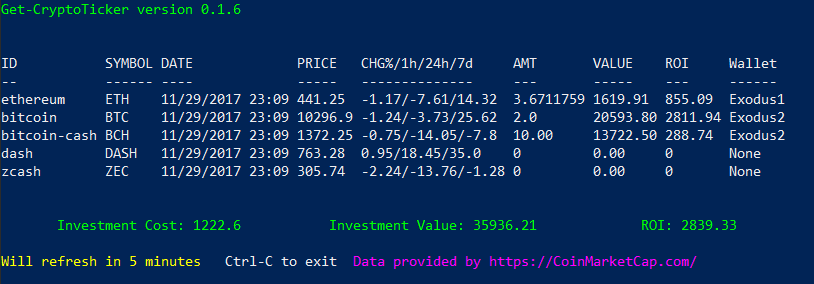 Get-CryptoTicker version 0.1.6
ID SYMBOL DATE PRICE CHG%/1h/24h/7d AMT VALUE ROI Wallet
-- ------ ---- ----- -------------- --- ----- --- ------
ethereum ETH 11/29/2017 23:09 441.25 -1.17/-7.61/14.32 3.6711759 1619.91 855.09 Exodus1
bitcoin BTC 11/29/2017 23:09 10296.9 -1.24/-3.73/25.62 2.0 20593.80 2811.94 Exodus2
bitcoin-cash BCH 11/29/2017 23:09 1372.25 -0.75/-14.05/-7.8 10.00 13722.50 288.74 Exodus2
dash DASH 11/29/2017 23:09 763.28 0.95/18.45/35.0 0 0.00 0 None
zcash ZEC 11/29/2017 23:09 305.74 -2.24/-13.76/-1.28 0 0.00 0 None
Investment Cost: 1222.6 Investment Value: 35936.21 ROI: 2839.33
Will refresh in 5 minutes Ctrl-C to exit Data provided by https://CoinMarketCap.com/